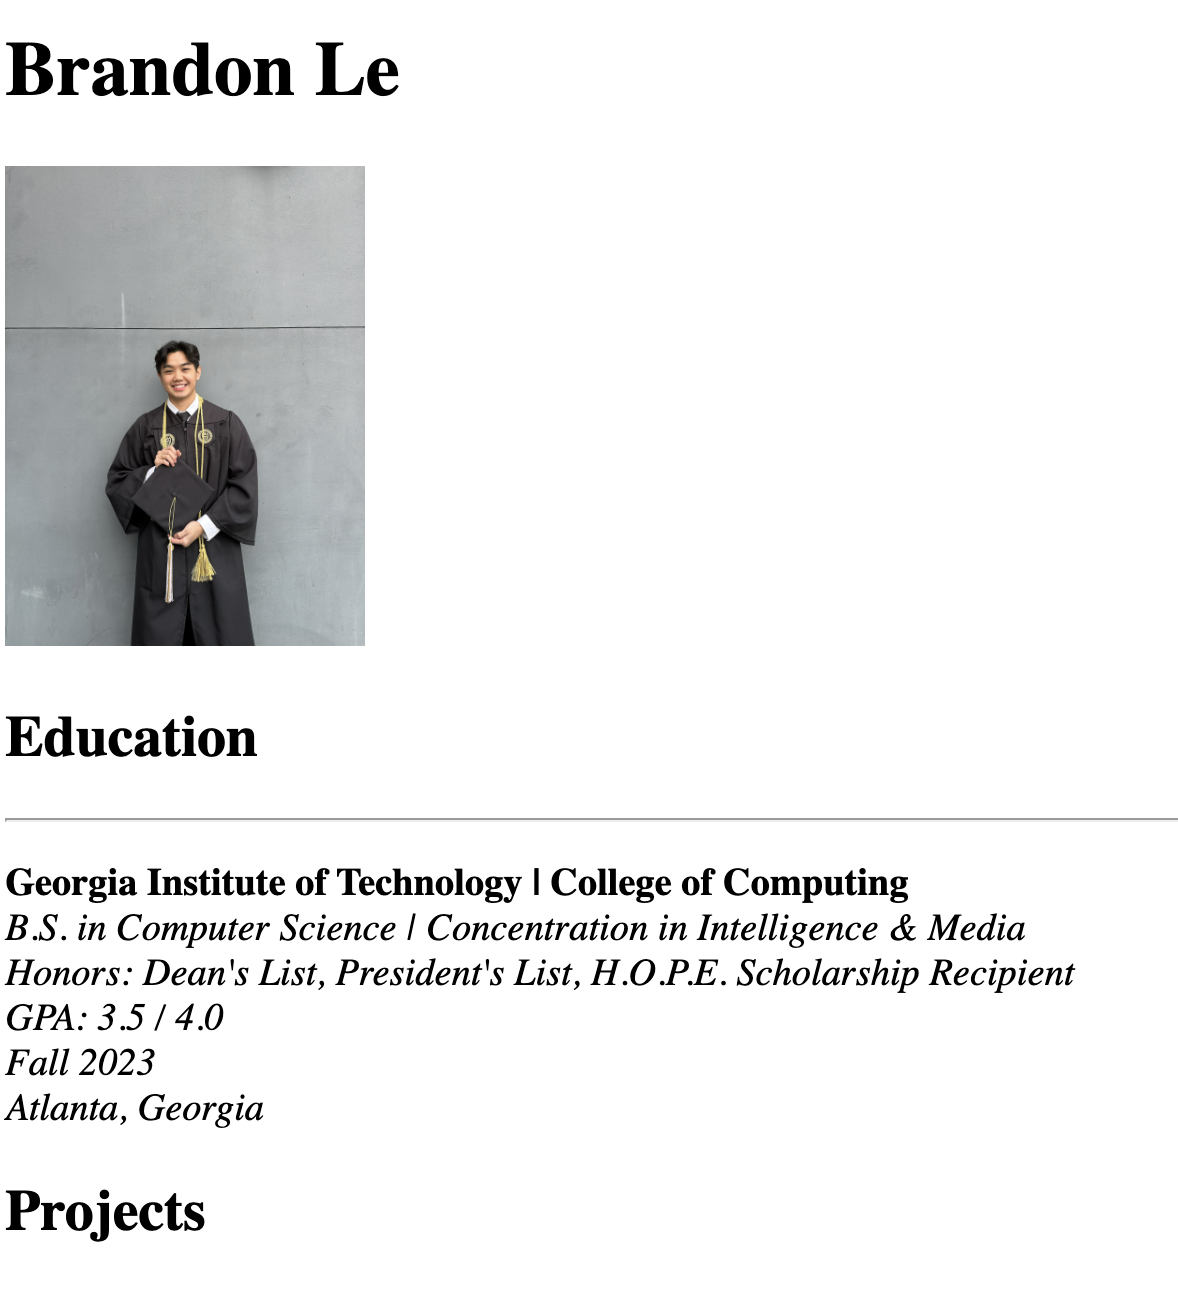 Brandon Le
Education
Georgia Institute of Technology | College of Computing
B.S. in Computer Science | Concentration in Intelligence & Media
Honors: Dean's List, President's List, H.O.P.E. Scholarship Recipient
GPA: 3.5 / 4.0
Fall 2023
Atlanta, Georgia
Projects